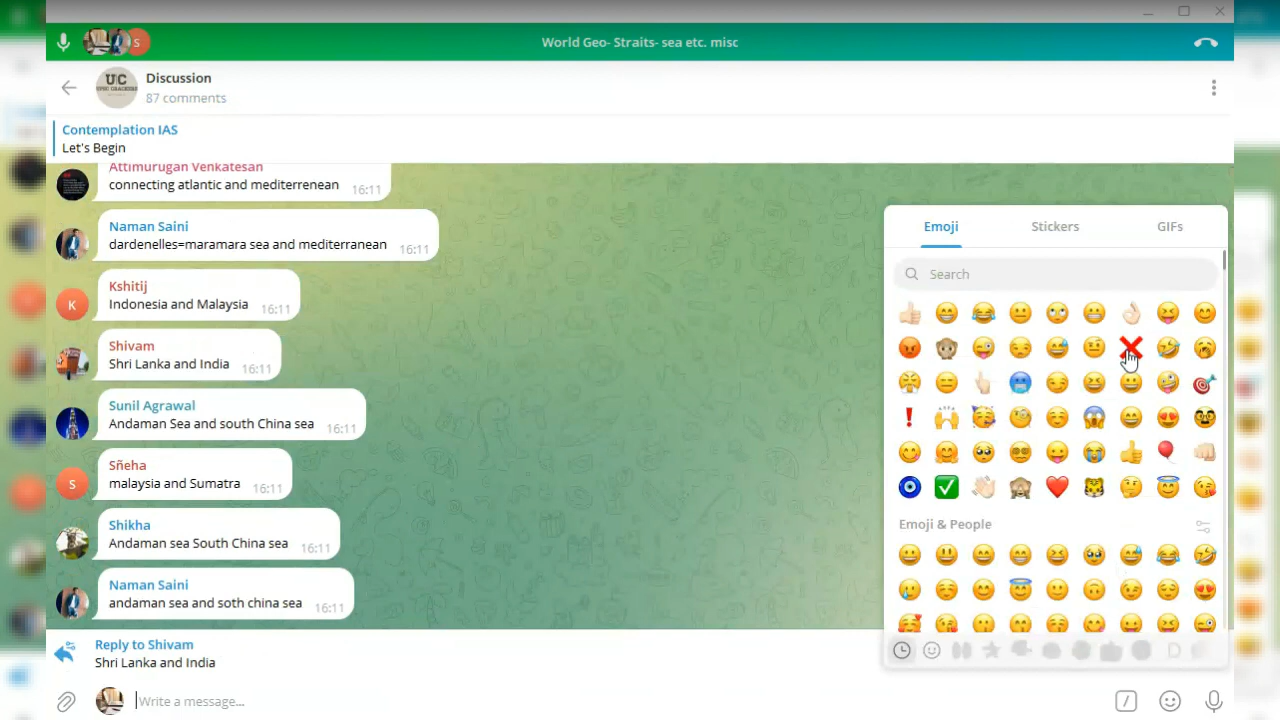 S
World Geo- Straits- sea etc. misc
UC
UPSC CRACKERS
Discussion
87 comments
Contemplation IAS
Let's Begin
Attimurugan Venkatesan
connecting atlantic and mediterrenean 16:11
Naman Saini
dardenelles=maramara sea and mediterranean 16:11
K
Kshitij
Indonesia and Malaysia 16:11
Shivam
Shri Lanka and India 16:11
Sunil Agrawal
Andaman Sea and south China sea 16:11
S
Sñeha
malaysia and Sumatra 16:11
Shikha
Andaman sea South China sea 16:11
Naman Saini
andaman sea and soth china sea 16:11
Reply to Shivam
Shri Lanka and India
Write a message...
Emoji Stickers GIFs
Search
Emoji & People